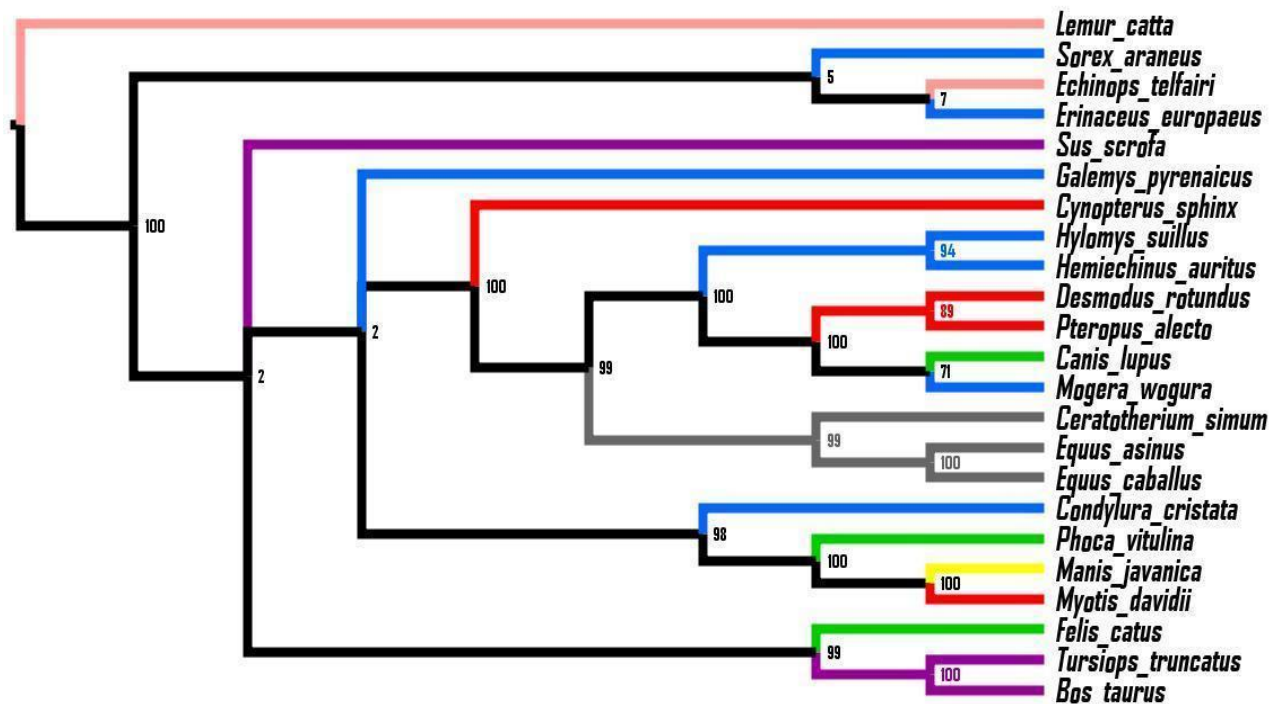 Lemur_catta
Sorex_araneus
5
Echinops_telfairi
7
Erinaceus_europaeus
Sus_scrofa
Galemys_pyrenaicus
Cynopterus_sphinx
100
Hylomys_suillus
94
Hemiechinus_auritus
100
100
Desmodus_rotundus
89
Pteropus_alecto
2
100
Canis_lupus
99
71
Mogera_wogura
2
Ceratotherium_simum
99
Equus_asinus
100
Equus_caballus
Condylura_cristata
98
Phoca_vitulina
100
Manis_javanica
100
Myotis_davidii
Felis_catus
99
Tursiops_truncatus
100
Bos_taurus